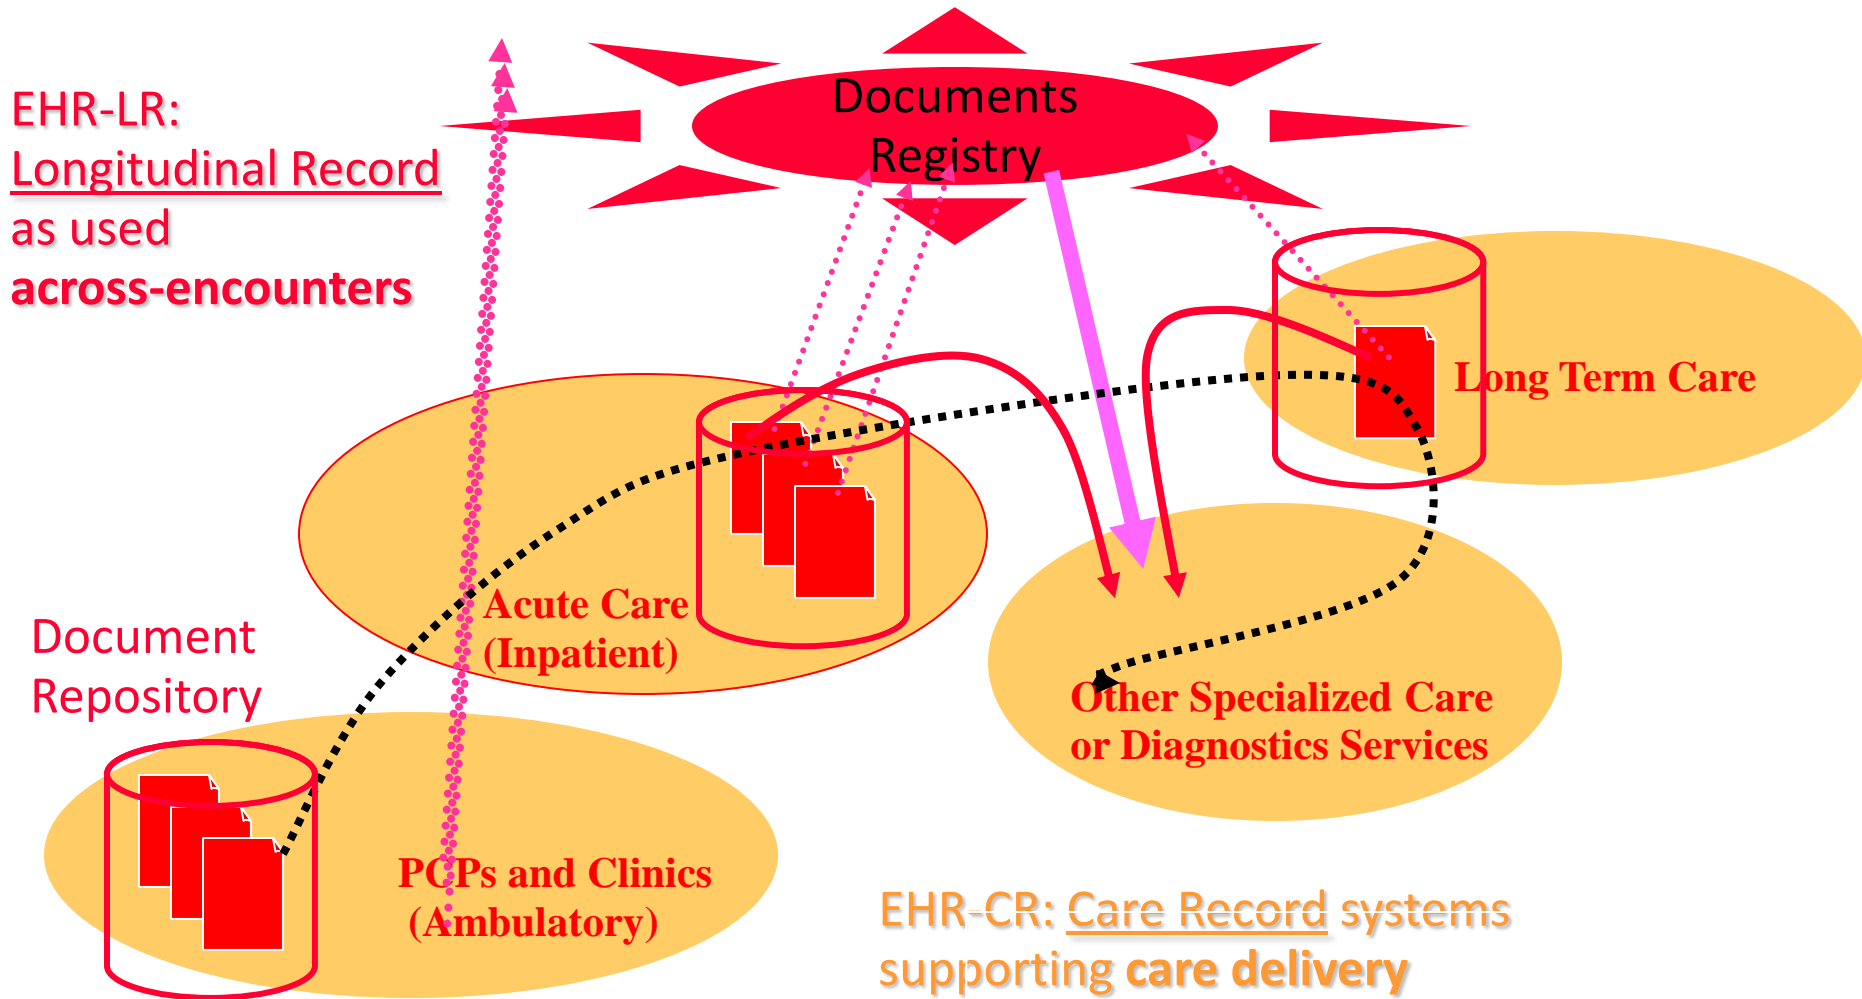 Documents
Registry
EHR-LR:
Longitudinal Record
as used
across-encounters
Long Term Care
Acute Care
(Inpatient)
Document
Repository
Other Specialized Care
or Diagnostics Services
PCPs and Clinics
(Ambulatory)
EHR-CR: Care Record systems
supporting care delivery